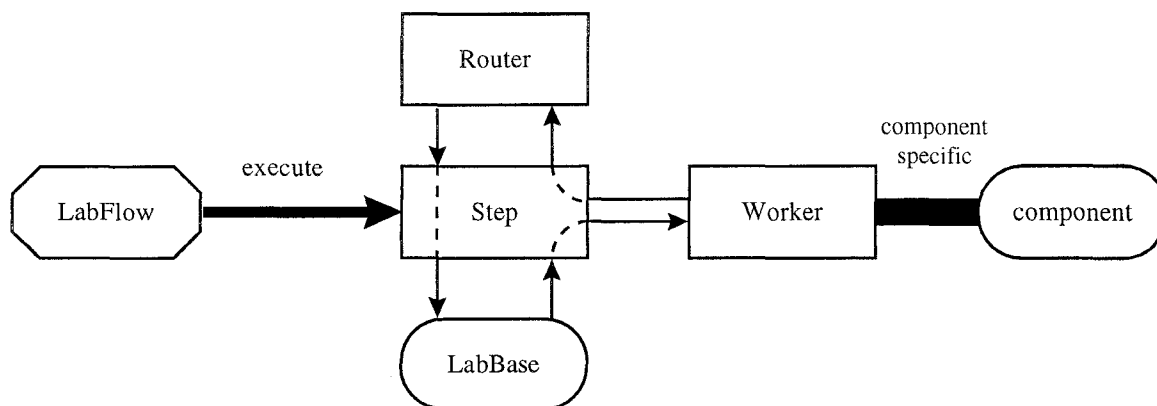 Router
component
specific
execute
LabFlow
Step
Worker
component
LabBase